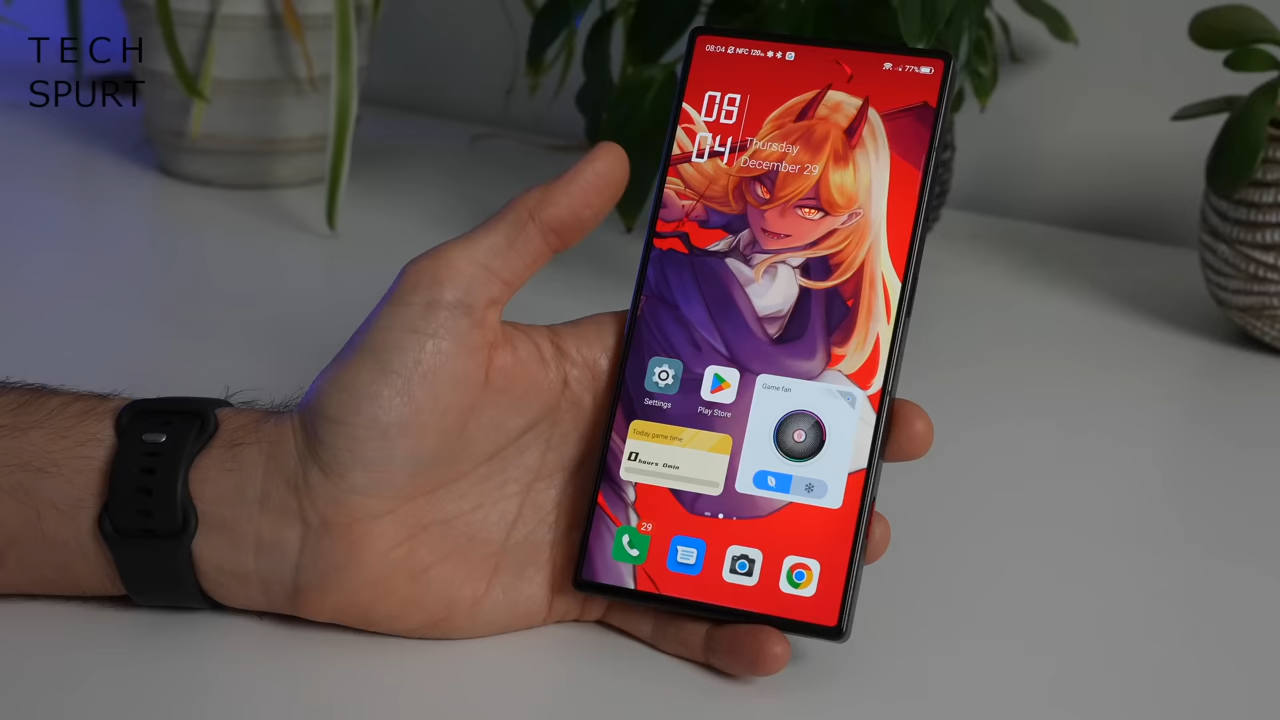 TECH
SPURT
08:04 NFC 120Hz
77%
08
04
Thursday
December 29
Settings
Play Store
Game fan
Today game time
0 hours 0min
29